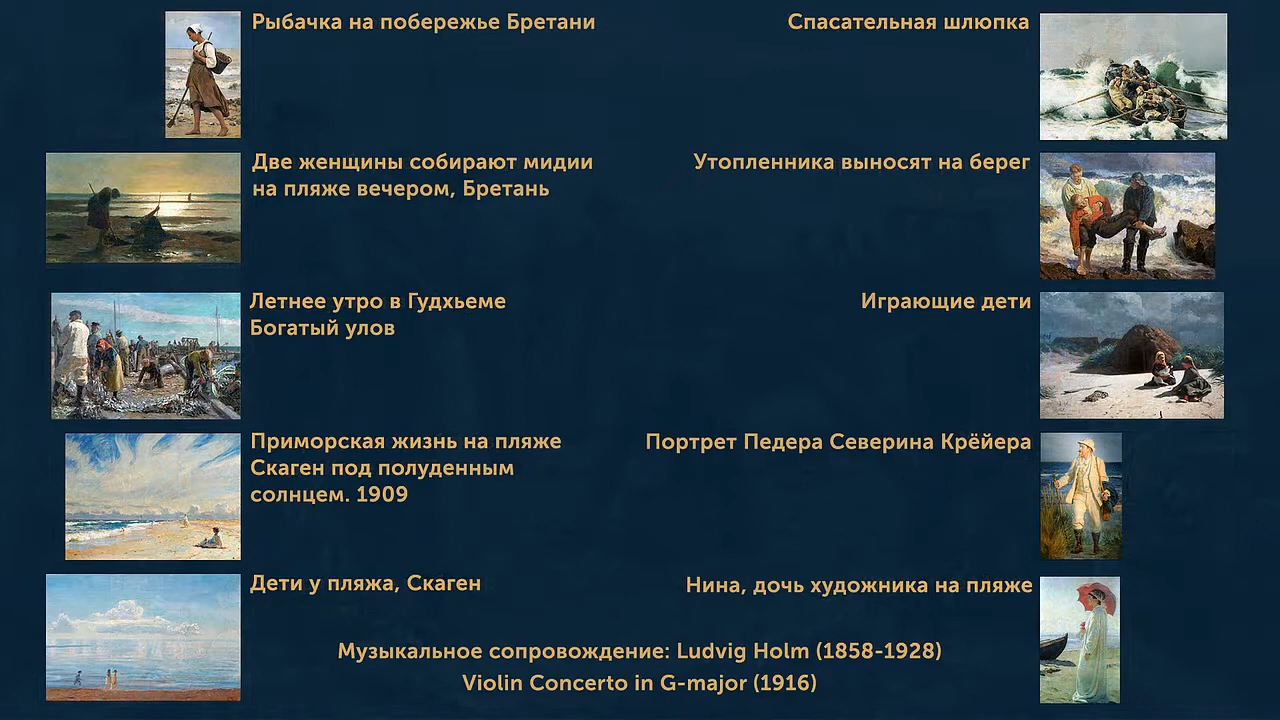 Рыбачка на побережье Бретани
Две женщины собирают мидии
на пляже вечером, Бретань
Летнее утро в Гудхьеме
Богатый улов
Приморская жизнь на пляже
Скаген под полуденным
солнцем. 1909
Дети у пляжа, Скаген
Спасательная шлюпка
Утопленника выносят на берег
Играющие дети
Портрет Педера Северина Крёйера
Нина, дочь художника на пляже
Музыкальное сопровождение: Ludvig Holm (1858-1928)
Violin Concerto in G-major (1916)